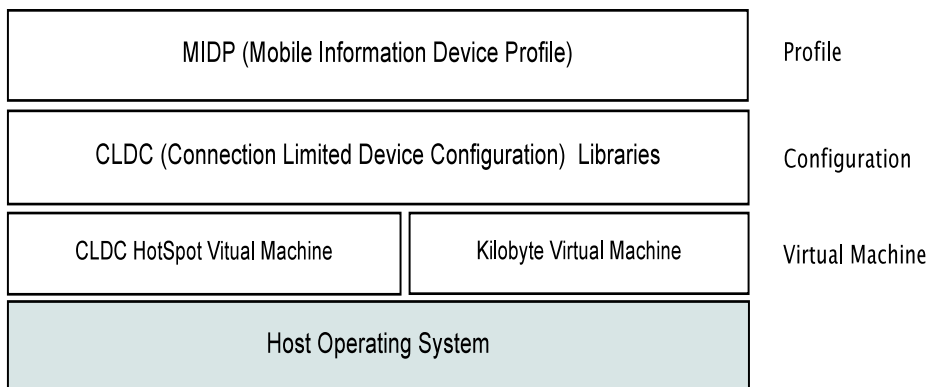 MIDP (Mobile Information Device Profile)
Profile
CLDC (Connection Limited Device Configuration) Libraries
Configuration
CLDC HotSpot Vitual Machine
Kilobyte Virtual Machine
Virtual Machine
Host Operating System